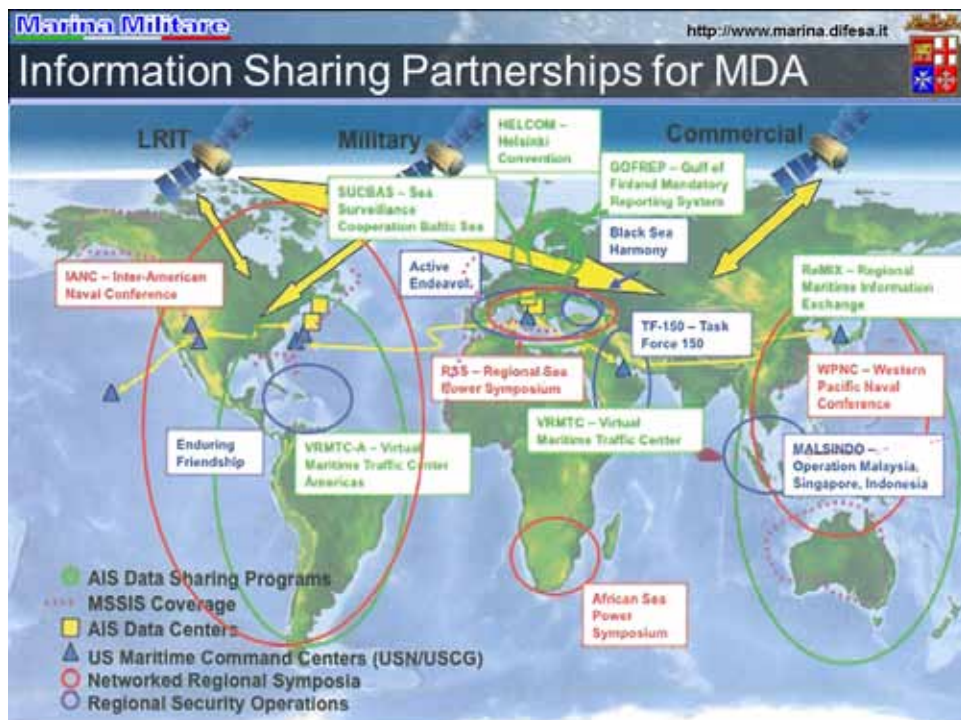 Marina Militare
http://www.marina.difesa.it
Information Sharing Partnerships for MDA
LRIT
Military
Commercial
HELCOM –
Helsinki
Convention
GOFREP – Gulf of
Finland Mandatory
Reporting System
SUCBAS – Sea
Surveillance
Cooperation Baltic Sea
Black Sea
Harmony
IANC – Inter-American
Naval Conference
Active
Endeavor
ReMIX – Regional
Maritime Information
Exchange
TF-150 – Task
Force 150
RSS – Regional Sea
Power Symposium
WPNC – Western
Pacific Naval
Conference
VRMTC – Virtual
Maritime Traffic Center
Enduring
Friendship
VRMTC-A – Virtual
Maritime Traffic Center
Americas
MALSINDO –
Operation Malaysia,
Singapore, Indonesia
African Sea
Power
Symposium
AIS Data Sharing Programs
MSSIS Coverage
AIS Data Centers
US Maritime Command Centers (USN/USCG)
Networked Regional Symposia
Regional Security Operations